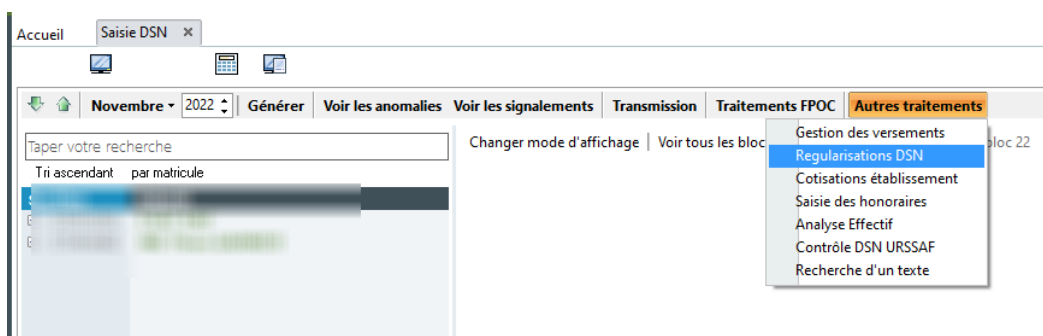 Accueil Saisie DSN ×
Novembre 2022 Générer Voir les anomalies Voir les signalements Transmission Traitements FPOC Autres traitements
Taper votre recherche
Changer mode d'affichage | Voir tous les bloc bloc 22
Tri ascendant par matricule
Gestion des versements
Regularisations DSN
Cotisations établissement
Saisie des honoraires
Analyse Effectif
Contrôle DSN URSSAF
Recherche d'un texte